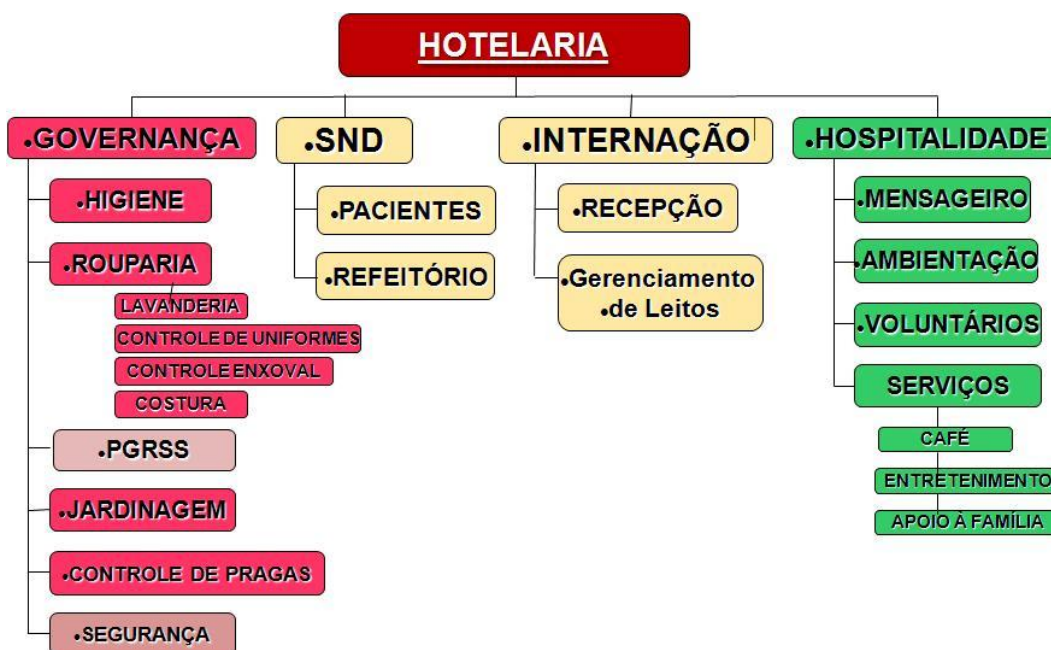 HOTELARIA
•GOVERNANÇA
•HIGIENE
•ROUPARIA
LAVANDERIA
CONTROLE DE UNIFORMES
CONTROLE ENXOVAL
COSTURA
•PGRSS
•JARDINAGEM
•CONTROLE DE PRAGAS
•SEGURANÇA
•SND
•PACIENTES
•REFEITÓRIO
•INTERNAÇÃO
•RECEPÇÃO
•Gerenciamento
•de Leitos
•HOSPITALIDADE
•MENSAGEIRO
•AMBIENTAÇÃO
•VOLUNTÁRIOS
SERVIÇOS
CAFÉ
ENTRETENIMENTO
APOIO À FAMÍLIA